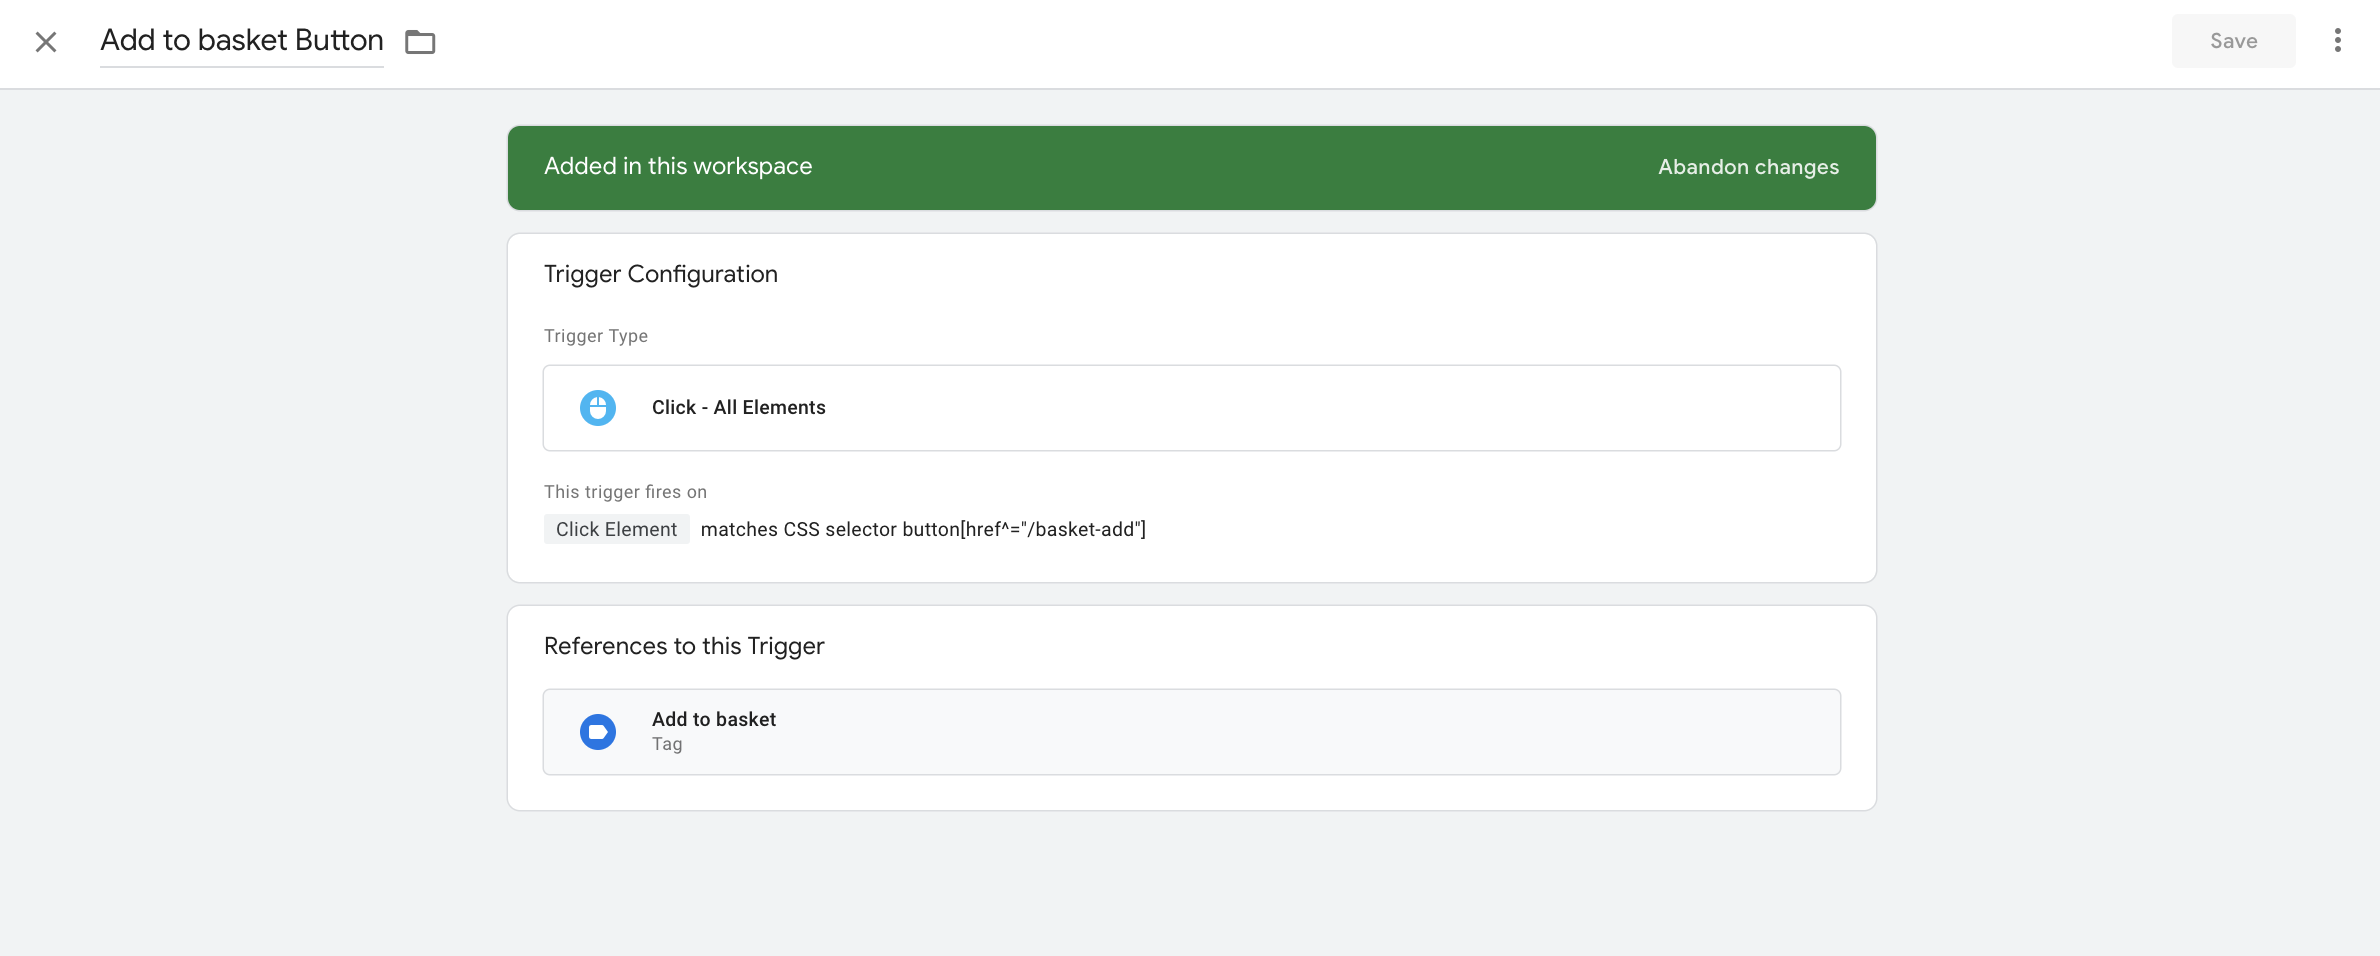 Add to basket Button
Save
Added in this workspace
Abandon changes
Trigger Configuration
Trigger Type
Click - All Elements
This trigger fires on
Click Element matches CSS selector button[href^="/basket-add"]
References to this Trigger
Add to basket
Tag